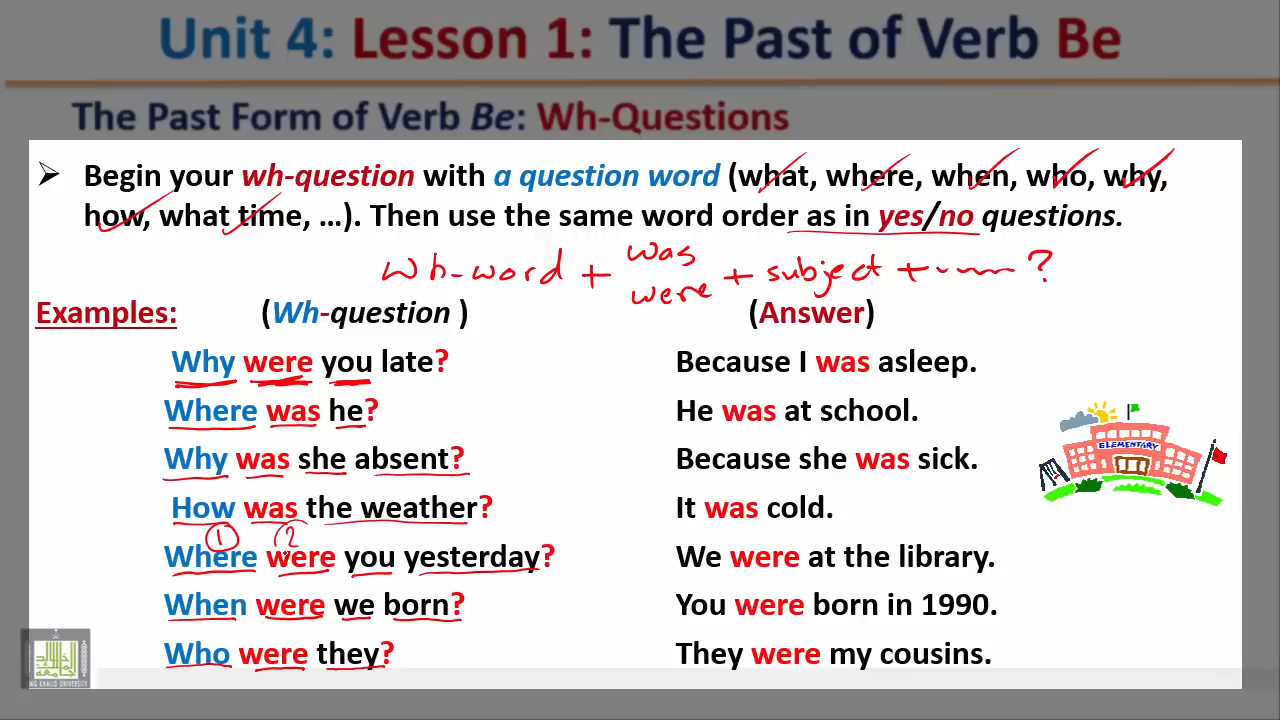 Unit 4: Lesson 1: The Past of Verb Be
The Past Form of Verb Be: Wh-Questions
➢ Begin your wh-question with a question word (what, where, when, who, why,
how, what time, ...). Then use the same word order as in yes/no questions.
wh-word + was were + subject + ------ ?
Examples: (Wh-question ) (Answer)
Why were you late? Because I was asleep.
Where was he? He was at school.
ELEMENTARY
Why was she absent? Because she was sick.
How was the weather? It was cold.
1 2
Where were you yesterday? We were at the library.
When were we born? You were born in 1990.
Who were they? They were my cousins.